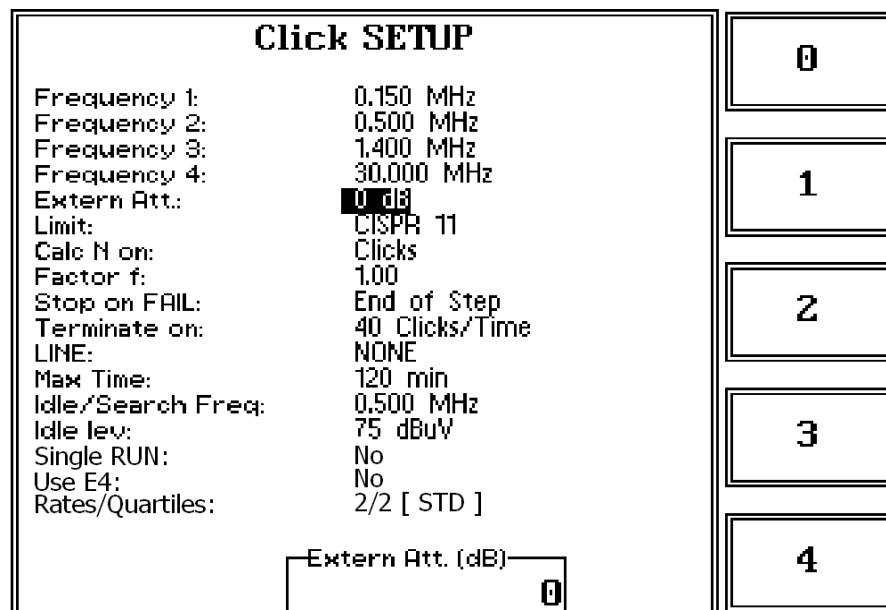 Click SETUP
Frequency 1: 0.150 MHz
Frequency 2: 0.500 MHz
Frequency 3: 1.400 MHz
Frequency 4: 30.000 MHz
Extern Att.: 0 dB
Limit: CISPR 11
Calc N on: Clicks
Factor f: 1.00
Stop on FAIL: End of Step
Terminate on: 40 Clicks/Time
LINE: NONE
Max Time: 120 min
Idle/Search Freq: 0.500 MHz
Idle lev: 75 dBuV
Single RUN: No
Use E4: No
Rates/Quartiles: 2/2 [ STD ]
Extern Att. (dB)
0
0
1
2
3
4